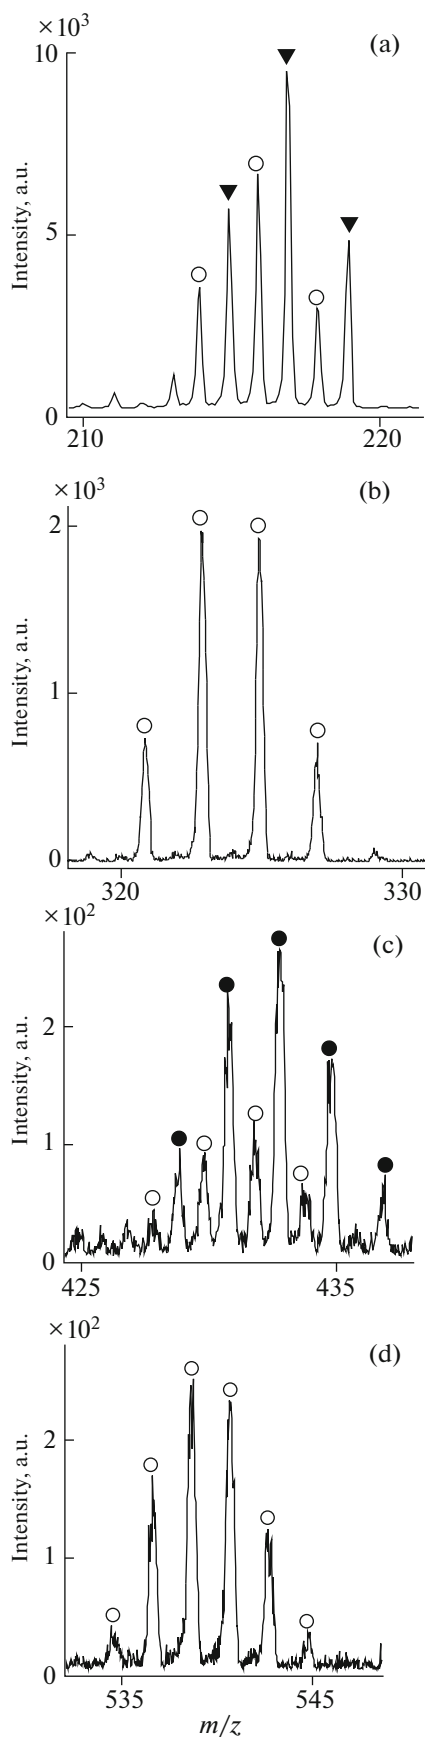 ×10³
(a)
10
Intensity, a.u.
5
0
210
220
×10³
(b)
2
Intensity, a.u.
1
0
320
330
×10²
(c)
2
Intensity, a.u.
1
0
425
435
×10²
(d)
2
Intensity, a.u.
1
0
535
545
m/z